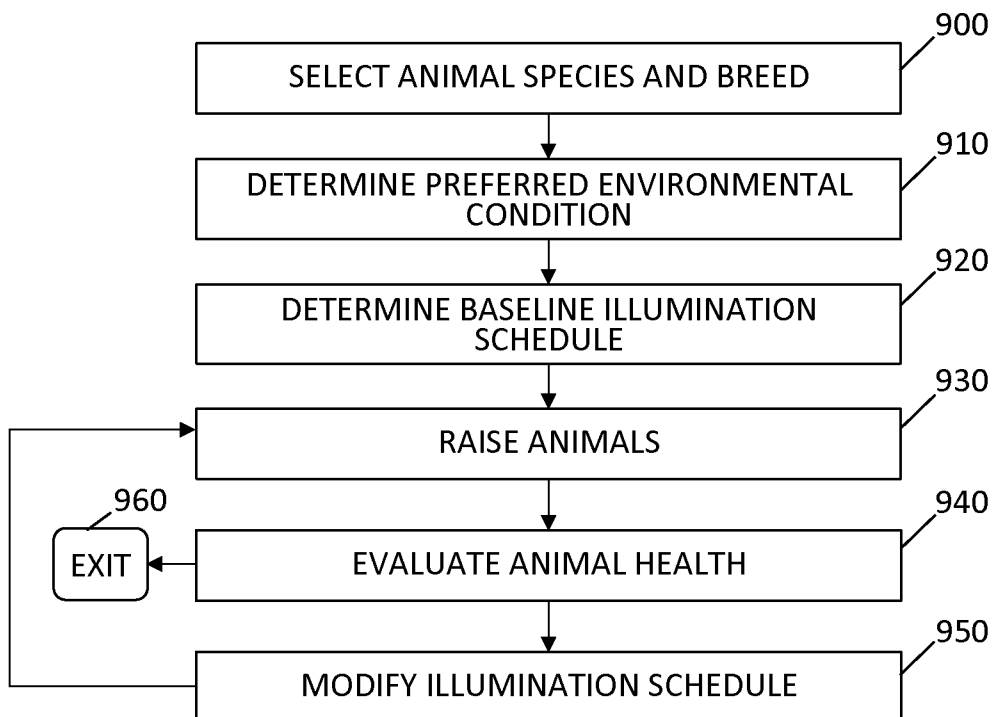 900
SELECT ANIMAL SPECIES AND BREED
910
DETERMINE PREFERRED ENVIRONMENTAL
CONDITION
920
DETERMINE BASELINE ILLUMINATION
SCHEDULE
930
RAISE ANIMALS
960
EXIT
940
EVALUATE ANIMAL HEALTH
950
MODIFY ILLUMINATION SCHEDULE